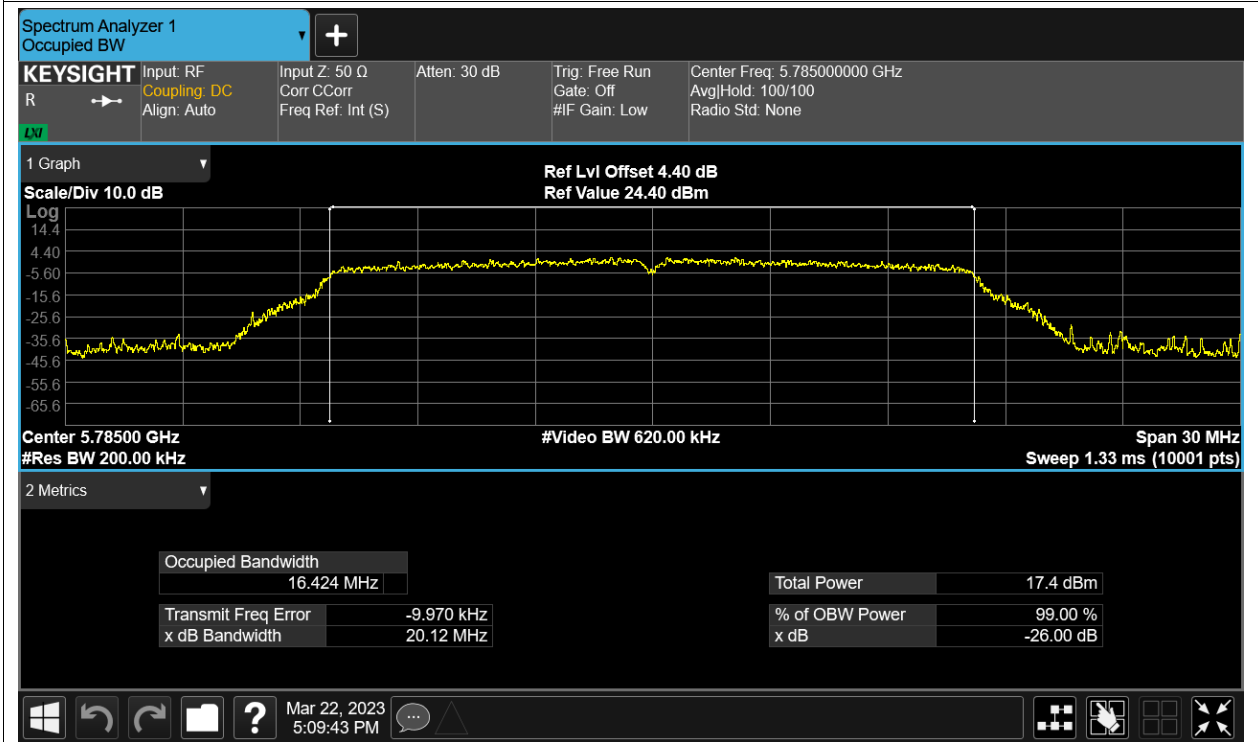 Spectrum Analyzer 1
Occupied BW
KEYSIGHT Input: RF Input Z: 50 Ω Atten: 30 dB Trig: Free Run Center Freq: 5.785000000 GHz
R Coupling: DC Corr CCorr Gate: Off Avg|Hold: 100/100
Align: Auto Freq Ref: Int (S) #IF Gain: Low Radio Std: None
LXI
1 Graph
Ref Lvl Offset 4.40 dB
Scale/Div 10.0 dB Ref Value 24.40 dBm
Log
14.4
4.40
-5.60
-15.6
-25.6
-35.6
-45.6
-55.6
-65.6
Center 5.78500 GHz #Video BW 620.00 kHz Span 30 MHz
#Res BW 200.00 kHz Sweep 1.33 ms (10001 pts)
2 Metrics
Occupied Bandwidth
16.424 MHz Total Power 17.4 dBm
Transmit Freq Error -9.970 kHz % of OBW Power 99.00 %
x dB Bandwidth 20.12 MHz x dB -26.00 dB
? Mar 22, 2023
5:09:43 PM